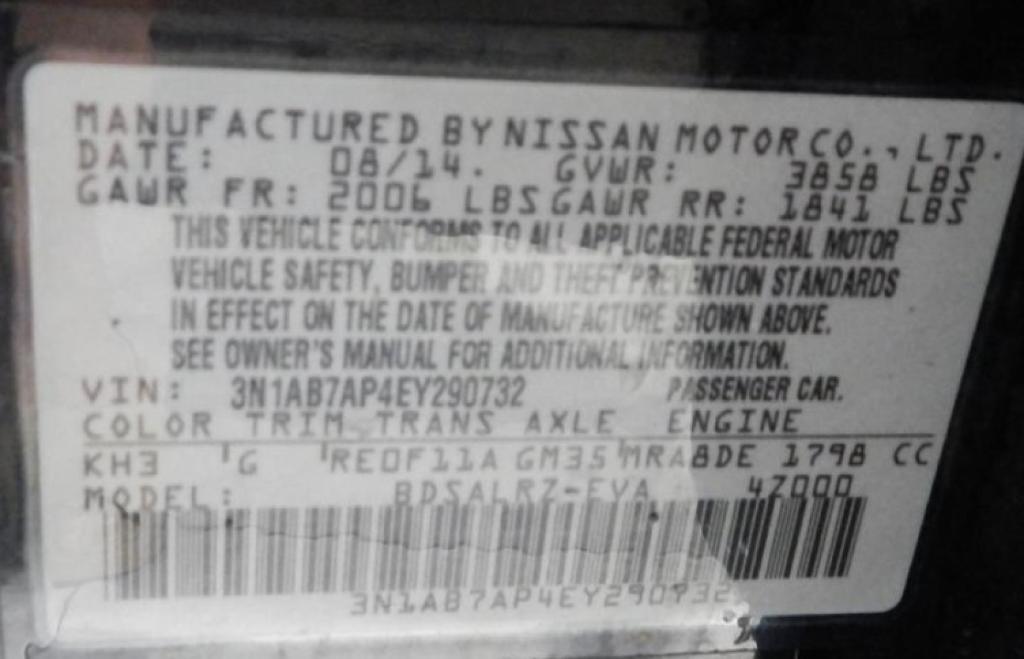 MANUFACTURED BY NISSAN MOTOR CO., LTD.
DATE: 08/14. GVWR: 3858 LBS
GAWR FR: 2006 LBS GAWR RR: 1841 LBS
THIS VEHICLE CONFORMS TO ALL APPLICABLE FEDERAL MOTOR
VEHICLE SAFETY, BUMPER AND THEFT PREVENTION STANDARDS
IN EFFECT ON THE DATE OF MANUFACTURE SHOWN ABOVE.
SEE OWNER'S MANUAL FOR ADDITIONAL INFORMATION.
VIN: 3N1AB7AP4EY290732 PASSENGER CAR.
COLOR TRIM TRANS AXLE ENGINE
KH3 G RE0F11A GM35 MRA8DE 1798 CC
MODEL: BDSALRZ-EVA 4Z000
3N1AB7AP4EY290732